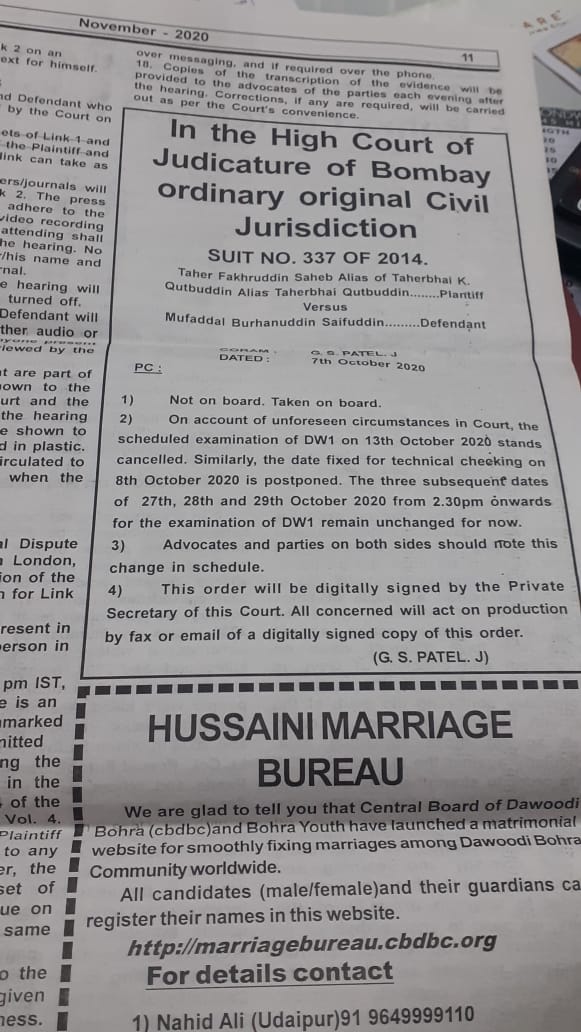 November - 2020
11
k 2 on an
ext for himself.
nd Defendant who
by the Court on
ets of Link 1 and
the Plaintiff and
link can take as
ers/journals will
k 2. The press
adhere to the
video recording
attending shall
he hearing. No
/his name and
rnal.
e hearing will
turned off.
Defendant will
ther audio or
viewed by the
t are part of
own to the
urt and the
the hearing
e shown to
d in plastic.
irculated to
when the
al Dispute
London,
ion of the
n for Link
resent in
erson in
pm IST,
e is an
marked
nitted
ng the
in the
of the
Vol. 4.
Plaintiff
to any
er, the
set of
ue on
same
o the
given
ness.
over messaging, and if required over the phone.
18. Copies of the transcription of the evidence will be
provided to the advocates of the parties each evening after
the hearing. Corrections, if any are required, will be carried
out as per the Court's convenience.
In the High Court of
Judicature of Bombay
ordinary original Civil
Jurisdiction
SUIT NO. 337 OF 2014.
Taher Fakhruddin Saheb Alias of Taherbhai K.
Qutbuddin Alias Taherbhai Qutbuddin........Plantiff
Versus
Mufaddal Burhanuddin Saifuddin.........Defendant
CORAM : G. S. PATEL. J
DATED : 7th October 2020
PC :
1) Not on board. Taken on board.
2) On account of unforeseen circumstances in Court, the
scheduled examination of DW1 on 13th October 2020 stands
cancelled. Similarly, the date fixed for technical checking on
8th October 2020 is postponed. The three subsequent dates
of 27th, 28th and 29th October 2020 from 2.30pm onwards
for the examination of DW1 remain unchanged for now.
3) Advocates and parties on both sides should note this
change in schedule.
4) This order will be digitally signed by the Private
Secretary of this Court. All concerned will act on production
by fax or email of a digitally signed copy of this order.
(G. S. PATEL. J)
HUSSAINI MARRIAGE
BUREAU
We are glad to tell you that Central Board of Dawoodi
Bohra (cbdbc)and Bohra Youth have launched a matrimonial
website for smoothly fixing marriages among Dawoodi Bohra
Community worldwide.
All candidates (male/female)and their guardians ca
register their names in this website.
http://marriagebureau.cbdbc.org
For details contact
1) Nahid Ali (Udaipur)91 9649999110